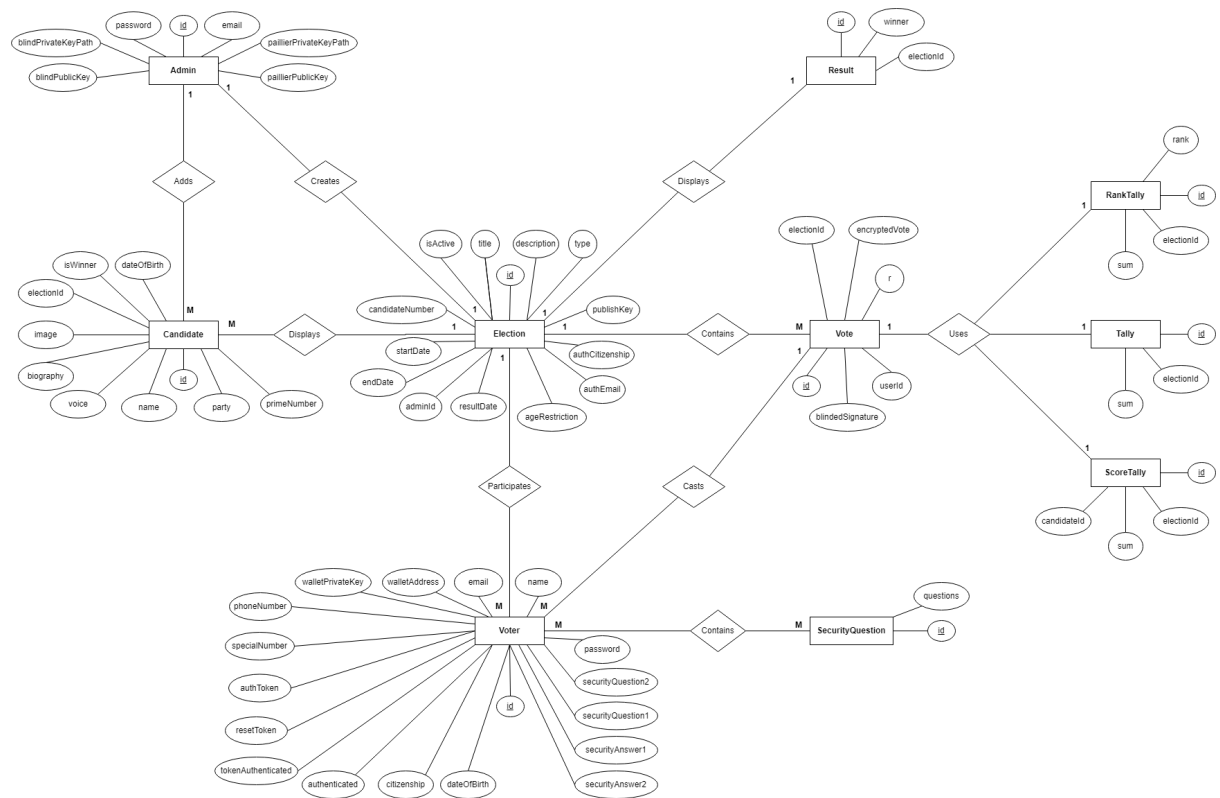 password
id
email
blindPrivateKeyPath
paillierPrivateKeyPath
Admin
blindPublicKey
paillierPublicKey
1
1
id
winner
electionId
Result
1
Adds
Creates
Displays
rank
RankTally
id
1
electionId
sum
isActive
title
description
type
id
candidateNumber
publishKey
1
1
1
Election
1
startDate
authCitizenship
endDate
authEmail
adminId
resultDate
ageRestriction
1
isWinner
dateOfBirth
electionId
image
M
Candidate
M
biography
id
voice
name
party
primeNumber
Displays
Contains
electionId
encryptedVote
r
M
Vote
1
1
id
userId
blindedSignature
Uses
1
Tally
id
electionId
sum
1
ScoreTally
id
candidateId
electionId
sum
Participates
Casts
walletPrivateKey
walletAddress
email
name
phoneNumber
M
M
specialNumber
Voter
M
password
authToken
securityQuestion2
id
resetToken
securityQuestion1
tokenAuthenticated
securityAnswer1
authenticated
citizenship
dateOfBirth
securityAnswer2
Contains
M
SecurityQuestion
questions
id